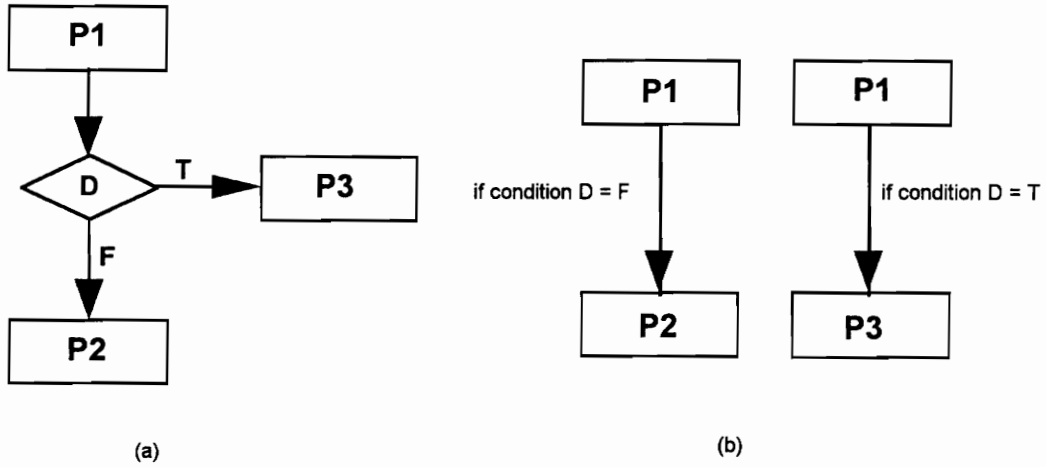 P1
D
T
P3
F
P2
(a)
P1
P1
if condition D = F
if condition D = T
P2
P3
(b)